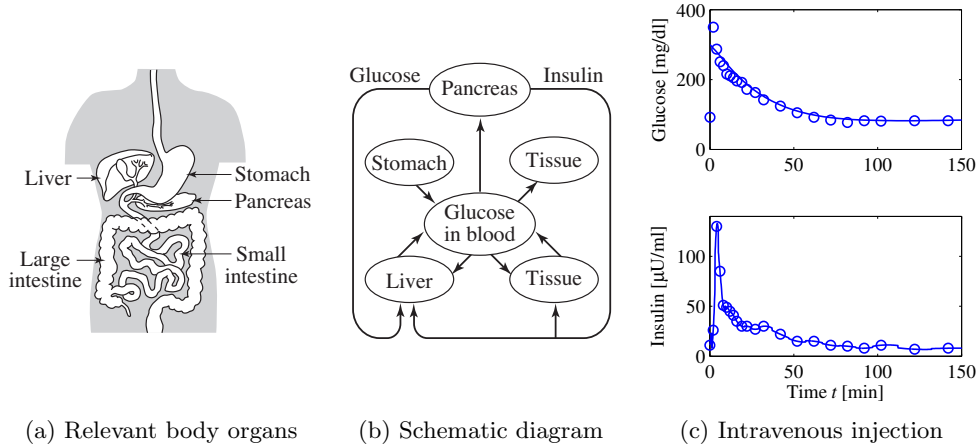 Liver
Stomach
Pancreas
Large
intestine
Small
intestine
(a) Relevant body organs
Glucose
Insulin
Pancreas
Stomach
Tissue
Glucose
in blood
Liver
Tissue
(b) Schematic diagram
400
200
0
Glucose [mg/dl]
0
50
100
150
100
50
0
Insulin [µU/ml]
0
50
100
150
Time t [min]
(c) Intravenous injection